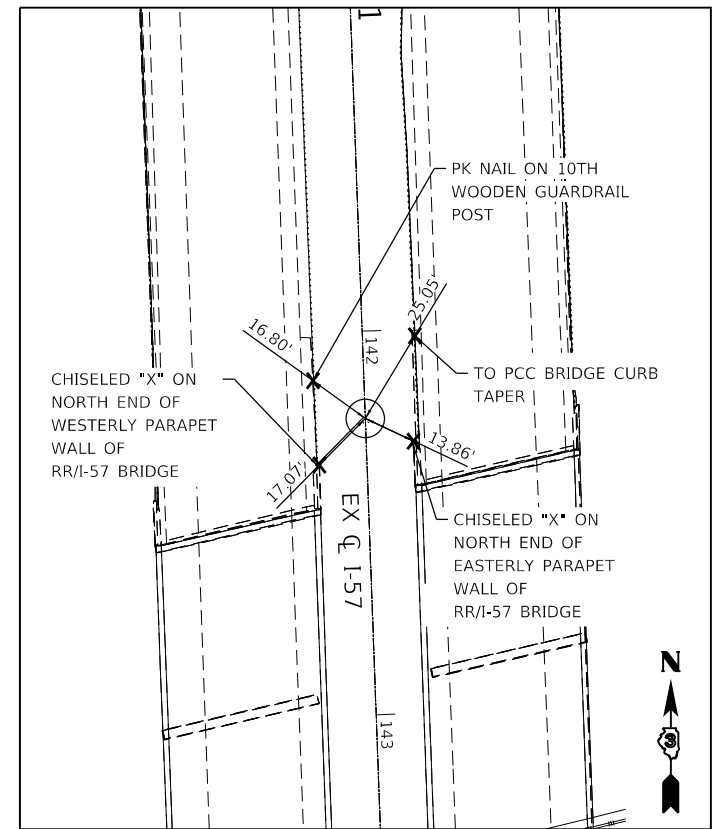 1
PK NAIL ON 10TH
WOODEN GUARDRAIL
POST
25.05'
16.80'
142
TO PCC BRIDGE CURB
TAPER
CHISELED "X" ON
NORTH END OF
WESTERLY PARAPET
WALL OF
RR/I-57 BRIDGE
13.86'
17.07'
EX ℄ I-57
CHISELED "X" ON
NORTH END OF
EASTERLY PARAPET
WALL OF
RR/I-57 BRIDGE
N
3
143